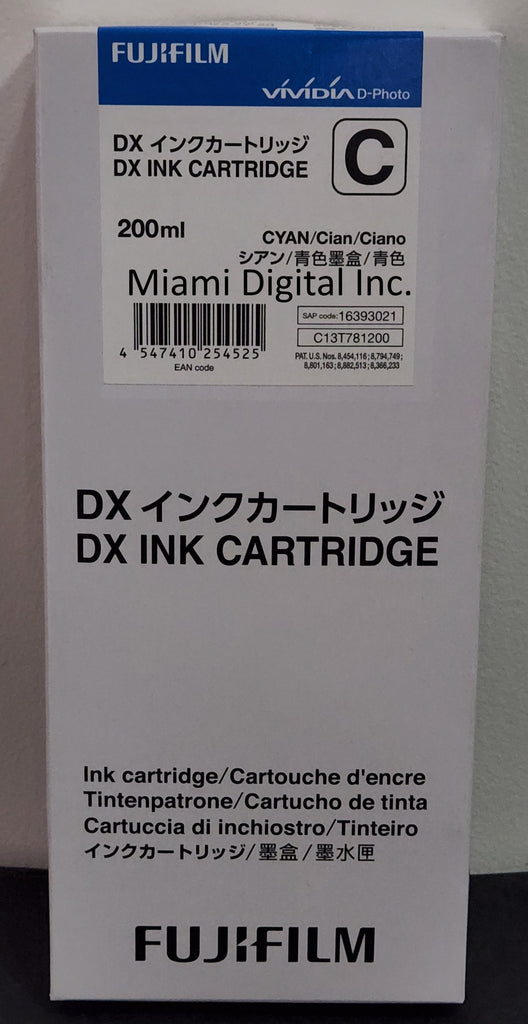 FUJIFILM
ViViDiA D-Photo
DX インクカートリッジ
DX INK CARTRIDGE
C
200ml
CYAN/Cian/Ciano
シアン/青色墨盒/青色
Miami Digital Inc.
SAP code: 16393021
C13T781200
4 547410 254525
EAN code
PAT. U.S. Nos. 8,454,116 ; 8,794,749 ;
8,801,163 ; 8,882,513 ; 8,366,233
DX インクカートリッジ
DX INK CARTRIDGE
Ink cartridge/Cartouche d'encre
Tintenpatrone/Cartucho de tinta
Cartuccia di inchiostro/Tinteiro
インクカートリッジ/墨盒/墨水匣
FUJIFILM